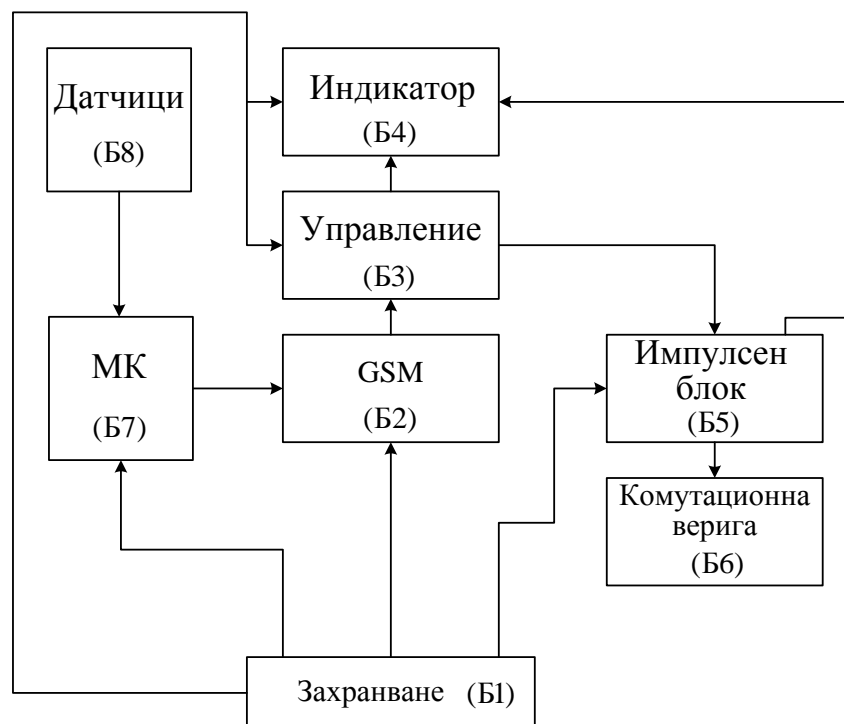 Датчици
(Б8)
Индикатор
(Б4)
Управление
(Б3)
МК
(Б7)
GSM
(Б2)
Импулсен
блок
(Б5)
Комутационна
верига
(Б6)
Захранване (Б1)